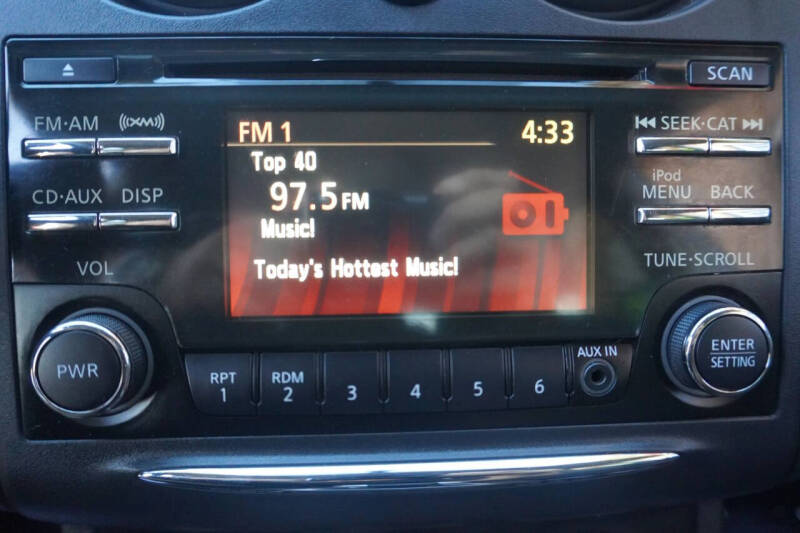 SCAN
FM·AM
((XM))
SEEK·CAT
CD·AUX
DISP
iPod
MENU
BACK
FM 1
4:33
Top 40
97.5 FM
Music!
Today's Hottest Music!
VOL
TUNE·SCROLL
PWR
RPT
1
RDM
2
3
4
5
6
AUX IN
ENTER
SETTING